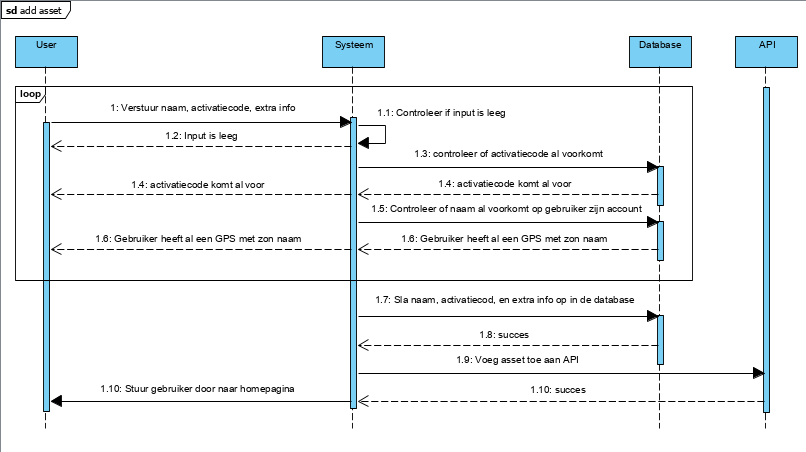 sd add asset
User
Systeem
Database
API
loop
1: Verstuur naam, activatiecode, extra info
1.1: Controleer if input is leeg
1.2: Input is leeg
1.3: controleer of activatiecode al voorkomt
1.4: activatiecode komt al voor
1.4: activatiecode komt al voor
1.5: Controleer of naam al voorkomt op gebruiker zijn account
1.6: Gebruiker heeft al een GPS met zon naam
1.6: Gebruiker heeft al een GPS met zon naam
1.7: Sla naam, activatiecod, en extra info op in de database
1.8: succes
1.9: Voeg asset toe aan API
1.10: Stuur gebruiker door naar homepagina
1.10: succes